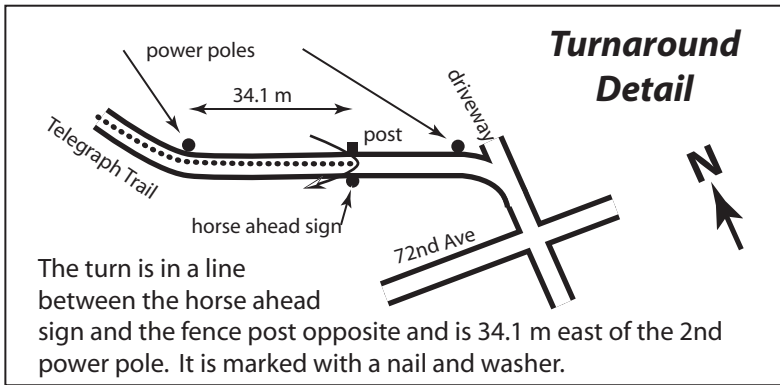 Turnaround
Detail
power poles
34.1 m
driveway
post
Telegraph Trail
N
horse ahead sign
72nd Ave
The turn is in a line
between the horse ahead
sign and the fence post opposite and is 34.1 m east of the 2nd
power pole.  It is marked with a nail and washer.